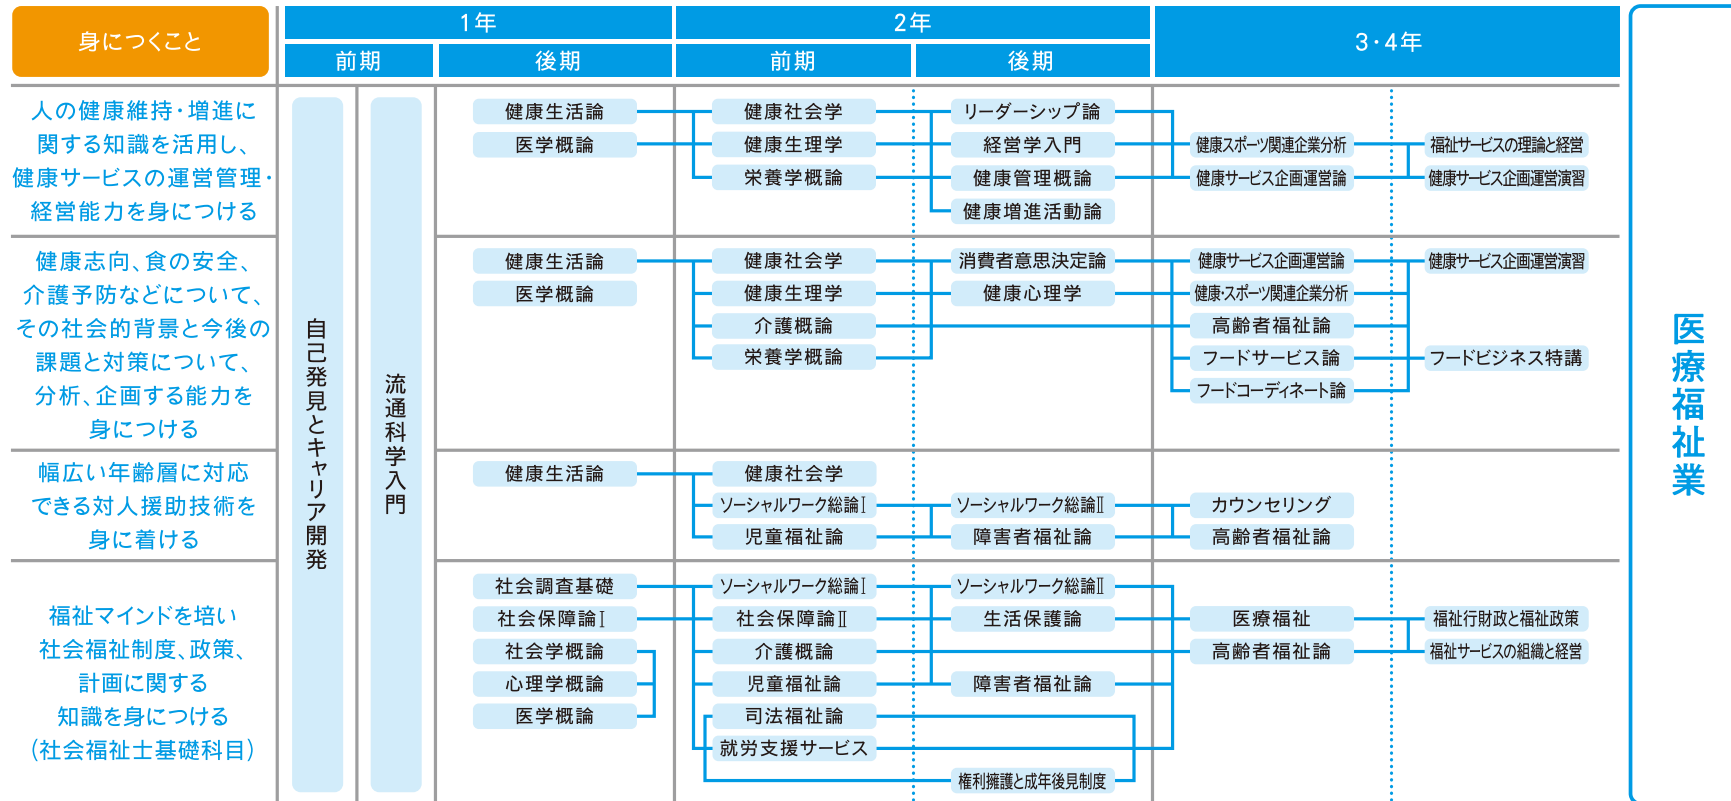 身につくこと
1年
2年
3・4年
前期
後期
前期
後期
自己発見とキャリア開発
流通科学入門
人の健康維持・増進に
関する知識を活用し、
健康サービスの運営管理・
経営能力を身につける
健康生活論
健康社会学
リーダーシップ論
医学概論
健康生理学
経営学入門
健康スポーツ関連企業分析
福祉サービスの理論と経営
栄養学概論
健康管理概論
健康サービス企画運営論
健康サービス企画運営演習
健康増進活動論
健康志向、食の安全、
介護予防などについて、
その社会的背景と今後の
課題と対策について、
分析、企画する能力を
身につける
健康生活論
健康社会学
消費者意思決定論
健康サービス企画運営論
健康サービス企画運営演習
医学概論
健康生理学
健康心理学
健康・スポーツ関連企業分析
介護概論
高齢者福祉論
栄養学概論
フードサービス論
フードビジネス特講
フードコーディネート論
幅広い年齢層に対応
できる対人援助技術を
身に着ける
健康生活論
健康社会学
ソーシャルワーク総論Ⅰ
ソーシャルワーク総論Ⅱ
カウンセリング
児童福祉論
障害者福祉論
高齢者福祉論
福祉マインドを培い
社会福祉制度、政策、
計画に関する
知識を身につける
(社会福祉士基礎科目)
社会調査基礎
ソーシャルワーク総論Ⅰ
ソーシャルワーク総論Ⅱ
社会保障論Ⅰ
社会保障論Ⅱ
生活保護論
医療福祉
福祉行財政と福祉政策
社会学概論
介護概論
高齢者福祉論
福祉サービスの組織と経営
心理学概論
児童福祉論
障害者福祉論
医学概論
司法福祉論
就労支援サービス
権利擁護と成年後見制度
医療福祉業